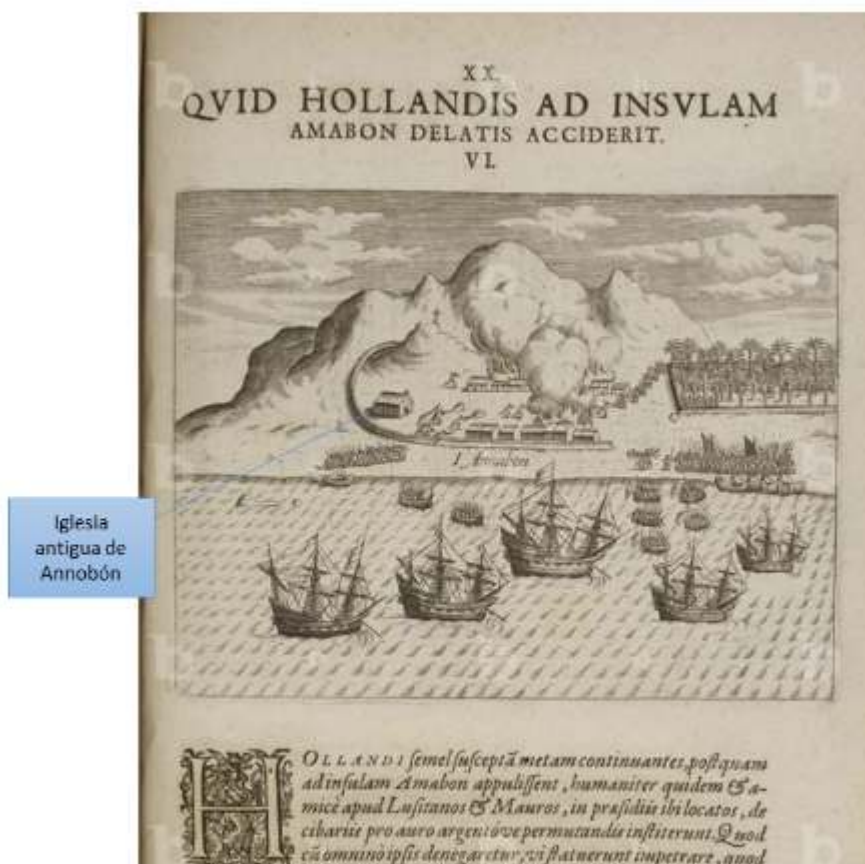 XX.
QVID HOLLANDIS AD INSVLAM
AMABON DELATIS ACCIDERIT.
VI.
I. Amabon
Iglesia
antigua de
Annobón
HOLLANDI semel susceptā metam continuantes, postquam
ad insulam Amabon appulissent, humaniter quidem & a-
micè apud Lusitanos & Mauros, in præsidiis ibi locatos, de
cibariis pro auro argentóve permutandis institerunt. Quod
cū omninò ipsis denegaretur, vi statuerunt impetrare, quod